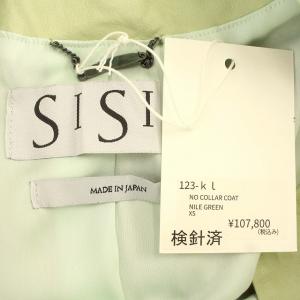 SISI
MADE IN JAPAN
123-kl
NO COLLAR COAT
NILE GREEN
XS
¥107,800
(税込み)
検針済